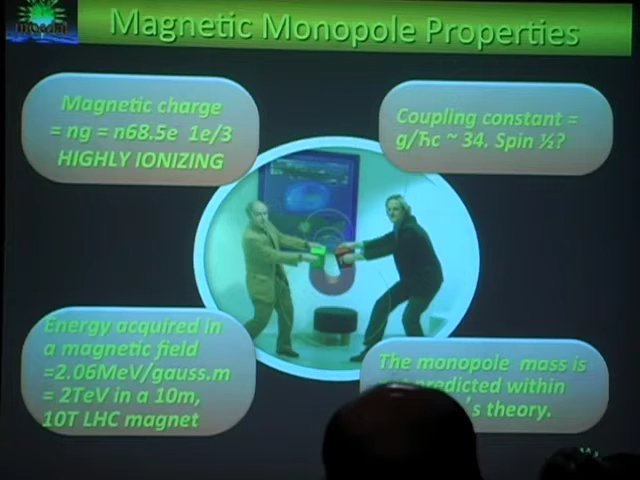 Magnetic Monopole Properties
Magnetic charge
= ng = n68.5e 1e/3
HIGHLY IONIZING
Coupling constant =
g/Ћc ~ 34. Spin ½?
Energy acquired in
a magnetic field
=2.06MeV/gauss.m
= 2TeV in a 10m,
10T LHC magnet
The monopole mass is
predicted within
's theory.